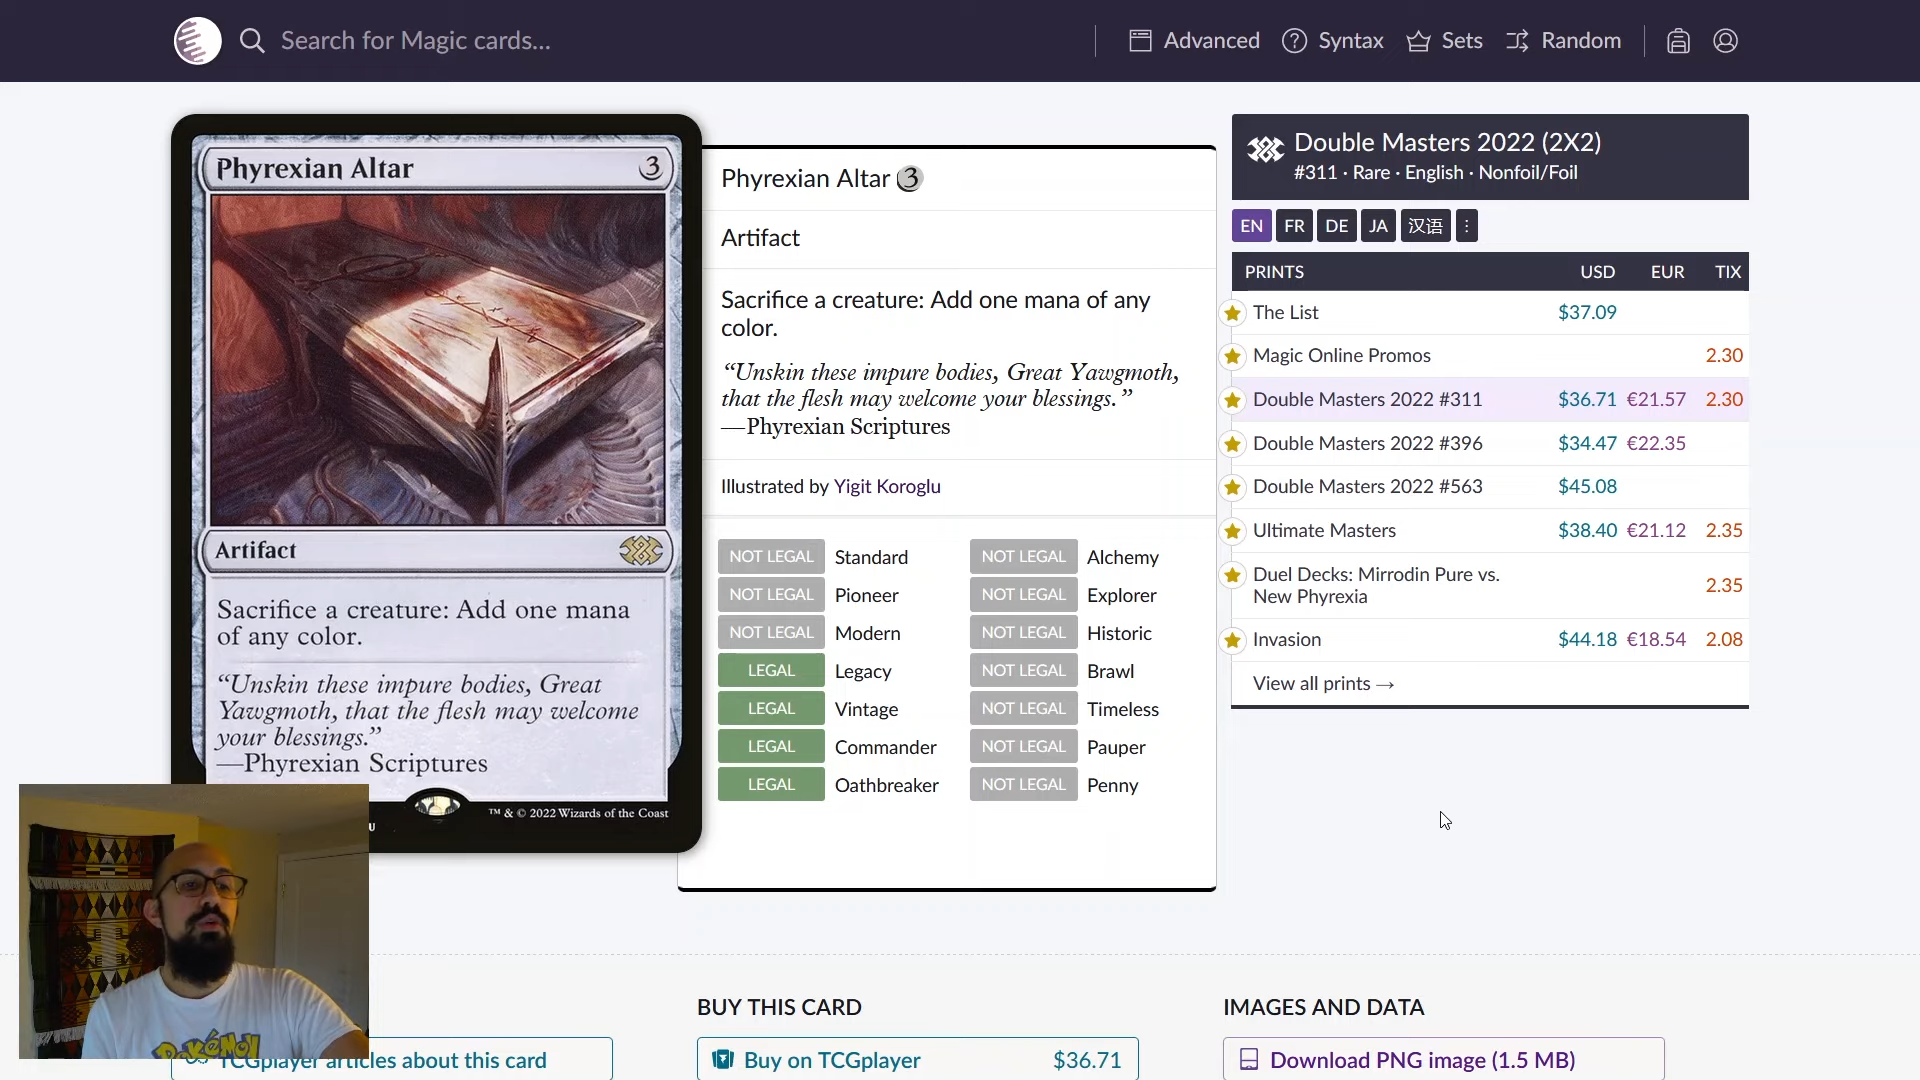 Search for Magic cards...
Advanced
Syntax
Sets
Random
Phyrexian Altar 3
Artifact
Sacrifice a creature: Add one mana
of any color.
“Unskin these impure bodies, Great
Yawgmoth, that the flesh may welcome
your blessings.”
—Phyrexian Scriptures
U
™ & © 2022 Wizards of the Coast
Phyrexian Altar 3
Artifact
Sacrifice a creature: Add one mana of any
color.
“Unskin these impure bodies, Great Yawgmoth,
that the flesh may welcome your blessings.”
—Phyrexian Scriptures
Illustrated by Yigit Koroglu
NOT LEGAL Standard NOT LEGAL Alchemy
NOT LEGAL Pioneer NOT LEGAL Explorer
NOT LEGAL Modern NOT LEGAL Historic
LEGAL Legacy NOT LEGAL Brawl
LEGAL Vintage NOT LEGAL Timeless
LEGAL Commander NOT LEGAL Pauper
LEGAL Oathbreaker NOT LEGAL Penny
Double Masters 2022 (2X2)
#311 · Rare · English · Nonfoil/Foil
EN FR DE JA 汉语
PRINTS USD EUR TIX
The List $37.09
Magic Online Promos 2.30
Double Masters 2022 #311 $36.71 €21.57 2.30
Double Masters 2022 #396 $34.47 €22.35
Double Masters 2022 #563 $45.08
Ultimate Masters $38.40 €21.12 2.35
Duel Decks: Mirrodin Pure vs.
New Phyrexia 2.35
Invasion $44.18 €18.54 2.08
View all prints →
POKéMON
TCGplayer articles about this card
BUY THIS CARD
Buy on TCGplayer $36.71
IMAGES AND DATA
Download PNG image (1.5 MB)